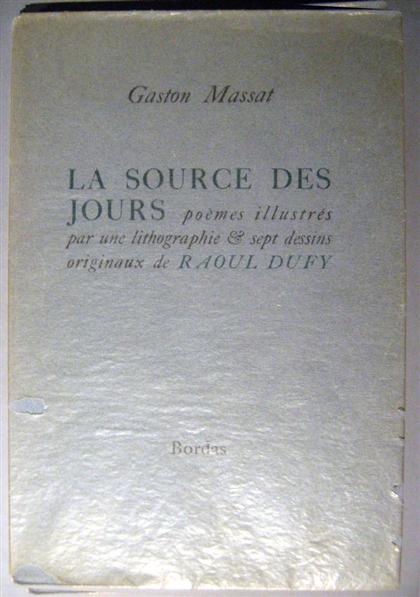 Gaston Massat
LA SOURCE DES
JOURS poèmes illustrés
par une lithographie & sept dessins
originaux de RAOUL DUFY
Bordas